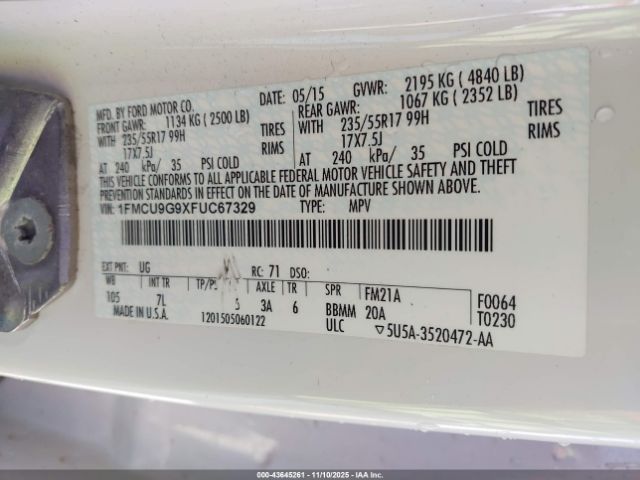 MFD. BY FORD MOTOR CO.
DATE: 05/15 GVWR: 2195 KG ( 4840 LB)
FRONT GAWR: 1134 KG ( 2500 LB)
REAR GAWR: 1067 KG ( 2352 LB)
WITH 235/55R17 99H TIRES
WITH 235/55R17 99H TIRES
17X7.5J RIMS
17X7.5J RIMS
AT 240 kPa/ 35 PSI COLD
AT 240 kPa/ 35 PSI COLD
THIS VEHICLE CONFORMS TO ALL APPLICABLE FEDERAL MOTOR VEHICLE SAFETY AND THEFT
PREVENTION STANDARDS IN EFFECT ON THE DATE OF MANUFACTURE SHOWN ABOVE.
VIN: 1FMCU9G9XFUC67329 TYPE: MPV
EXT PNT: UG RC: 71 DSO:
WB INT TR TP/PS AXLE TR SPR FM21A F0064
105 7L 5 3A 6 BBMM 20A T0230
MADE IN U.S.A. 1201505060122 ULC ▽5U5A-3520472-AA
000-43645261 - 11/10/2025 - IAAI.com